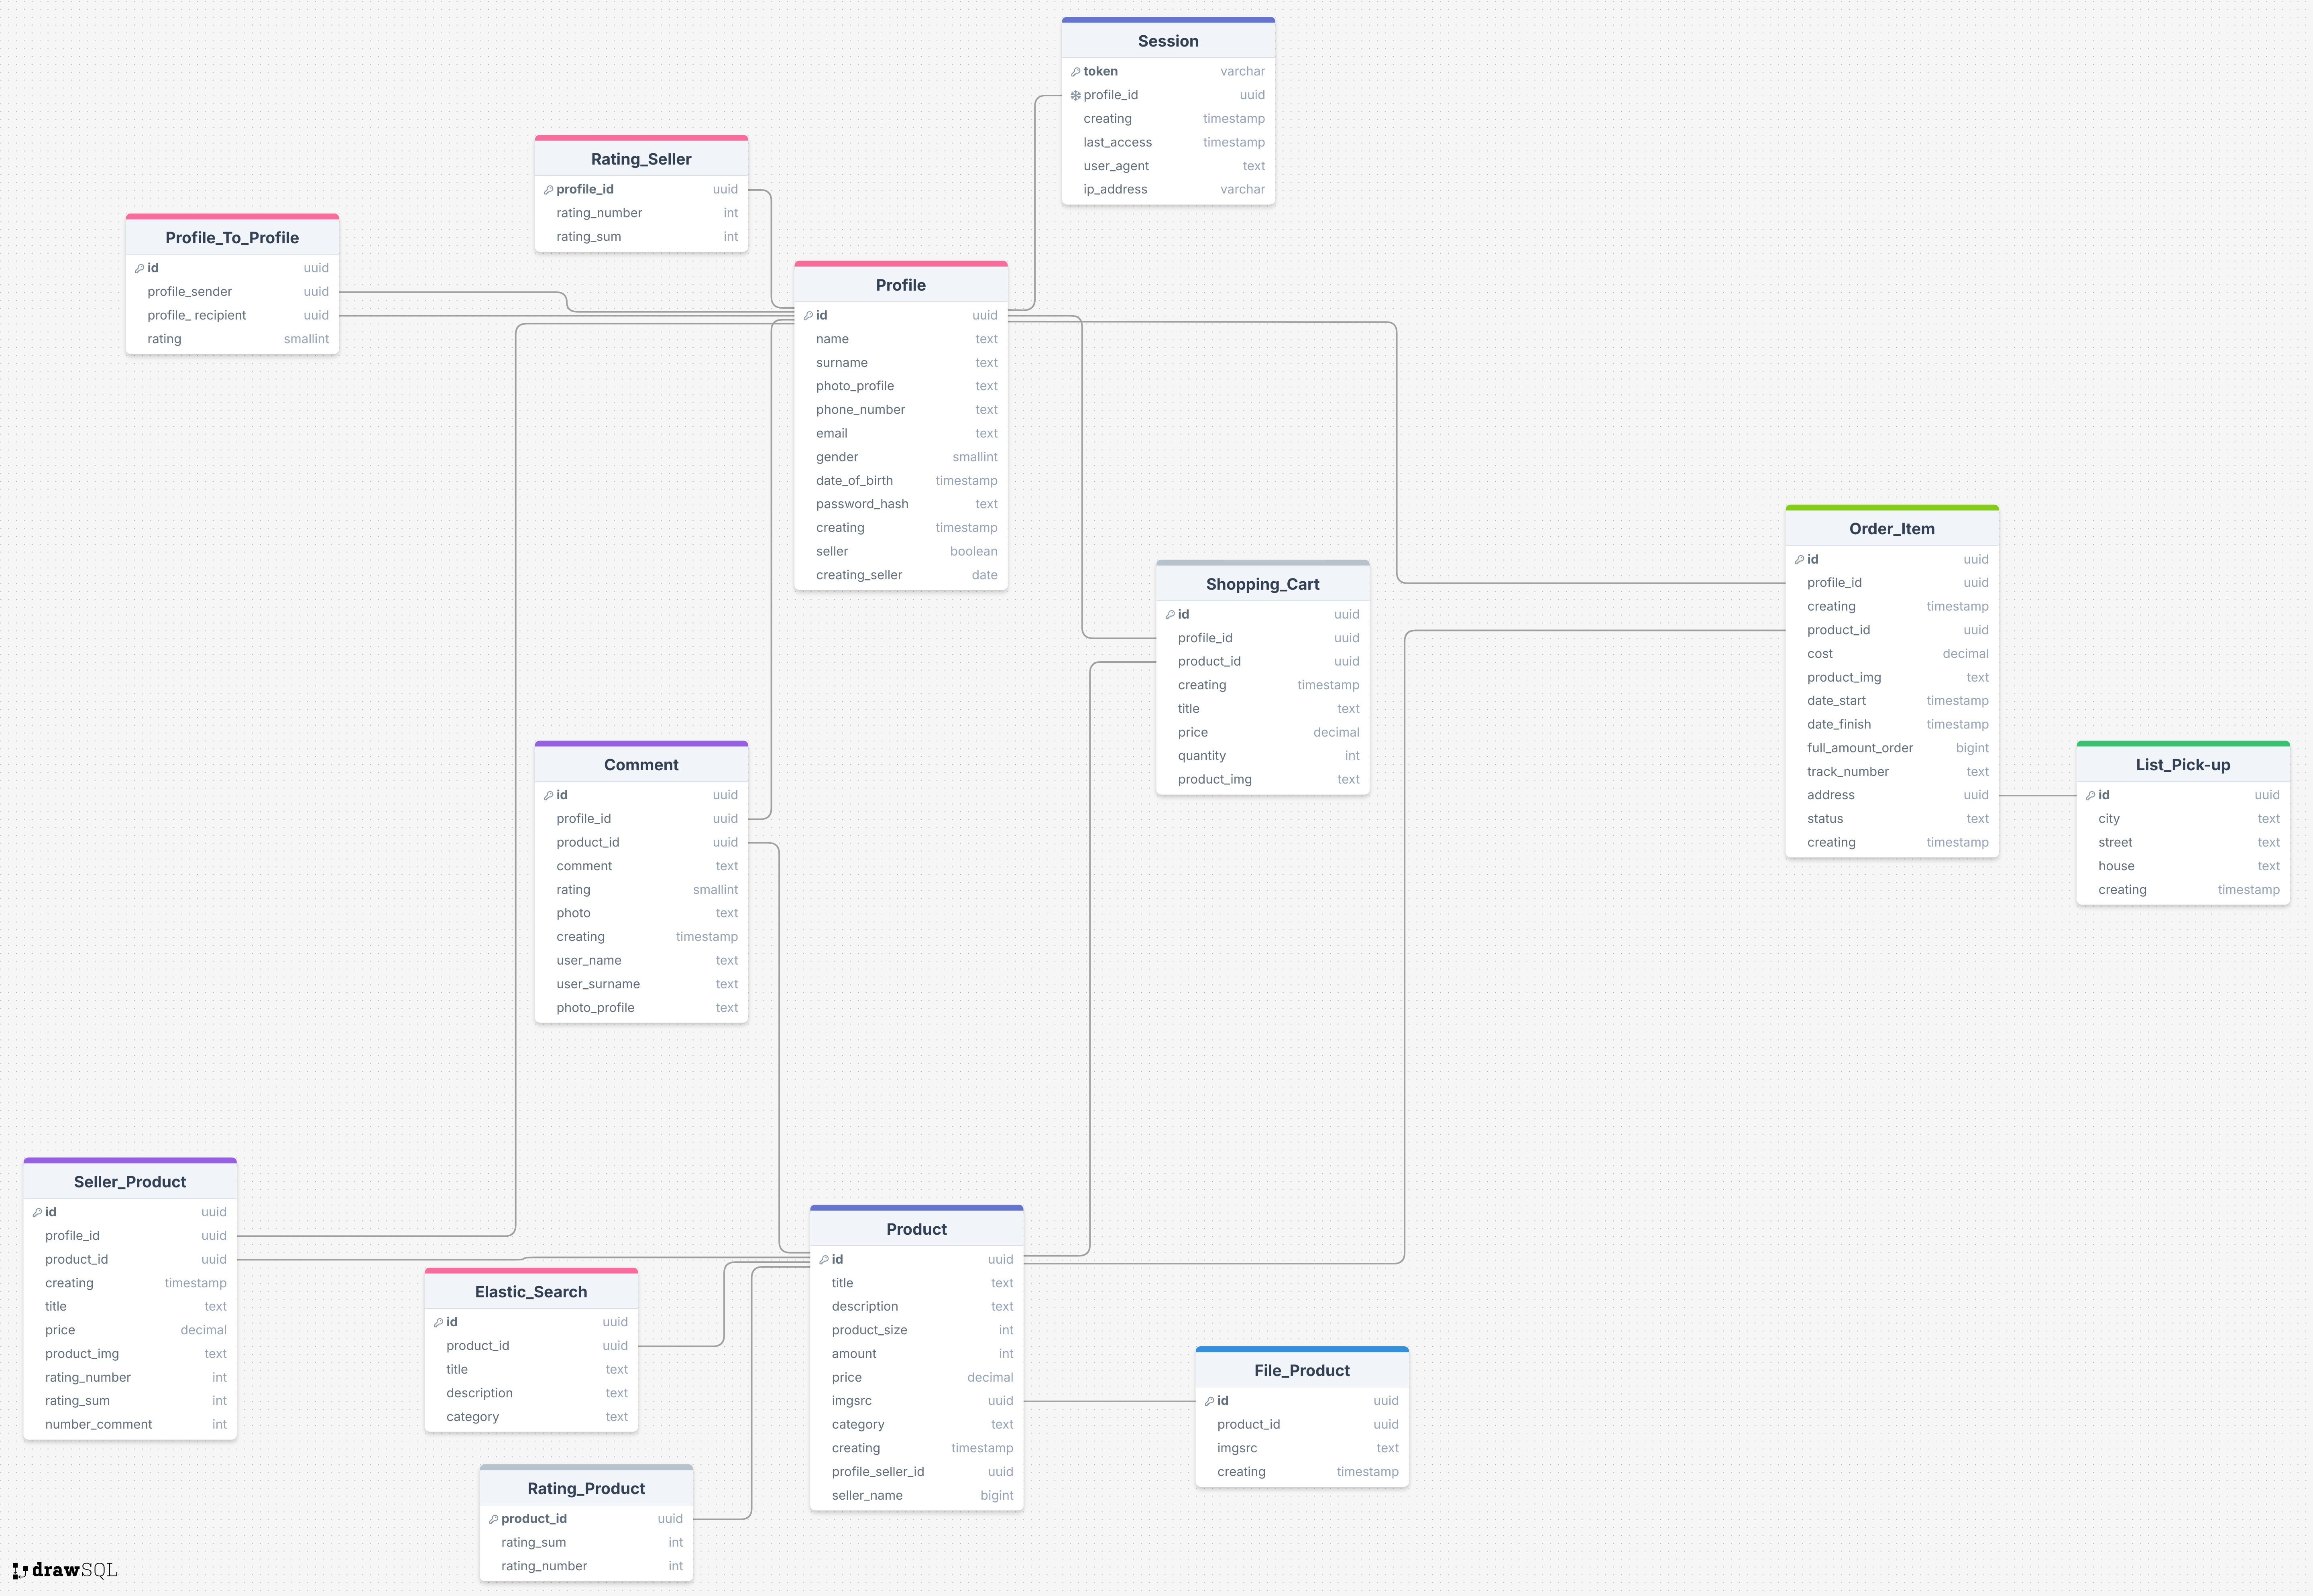 Session
token varchar
profile_id uuid
creating timestamp
last_access timestamp
user_agent text
ip_address varchar
Rating_Seller
profile_id uuid
rating_number int
rating_sum int
Profile_To_Profile
id uuid
profile_sender uuid
profile_ recipient uuid
rating smallint
Profile
id uuid
name text
surname text
photo_profile text
phone_number text
email text
gender smallint
date_of_birth timestamp
password_hash text
creating timestamp
seller boolean
creating_seller date
Order_Item
id uuid
profile_id uuid
creating timestamp
product_id uuid
cost decimal
product_img text
date_start timestamp
date_finish timestamp
full_amount_order bigint
track_number text
address uuid
status text
creating timestamp
Shopping_Cart
id uuid
profile_id uuid
product_id uuid
creating timestamp
title text
price decimal
quantity int
product_img text
List_Pick-up
id uuid
city text
street text
house text
creating timestamp
Comment
id uuid
profile_id uuid
product_id uuid
comment text
rating smallint
photo text
creating timestamp
user_name text
user_surname text
photo_profile text
Seller_Product
id uuid
profile_id uuid
product_id uuid
creating timestamp
title text
price decimal
product_img text
rating_number int
rating_sum int
number_comment int
Product
id uuid
title text
description text
product_size int
amount int
price decimal
imgsrc uuid
category text
creating timestamp
profile_seller_id uuid
seller_name bigint
Elastic_Search
id uuid
product_id uuid
title text
description text
category text
File_Product
id uuid
product_id uuid
imgsrc text
creating timestamp
Rating_Product
product_id uuid
rating_sum int
rating_number int
drawSQL